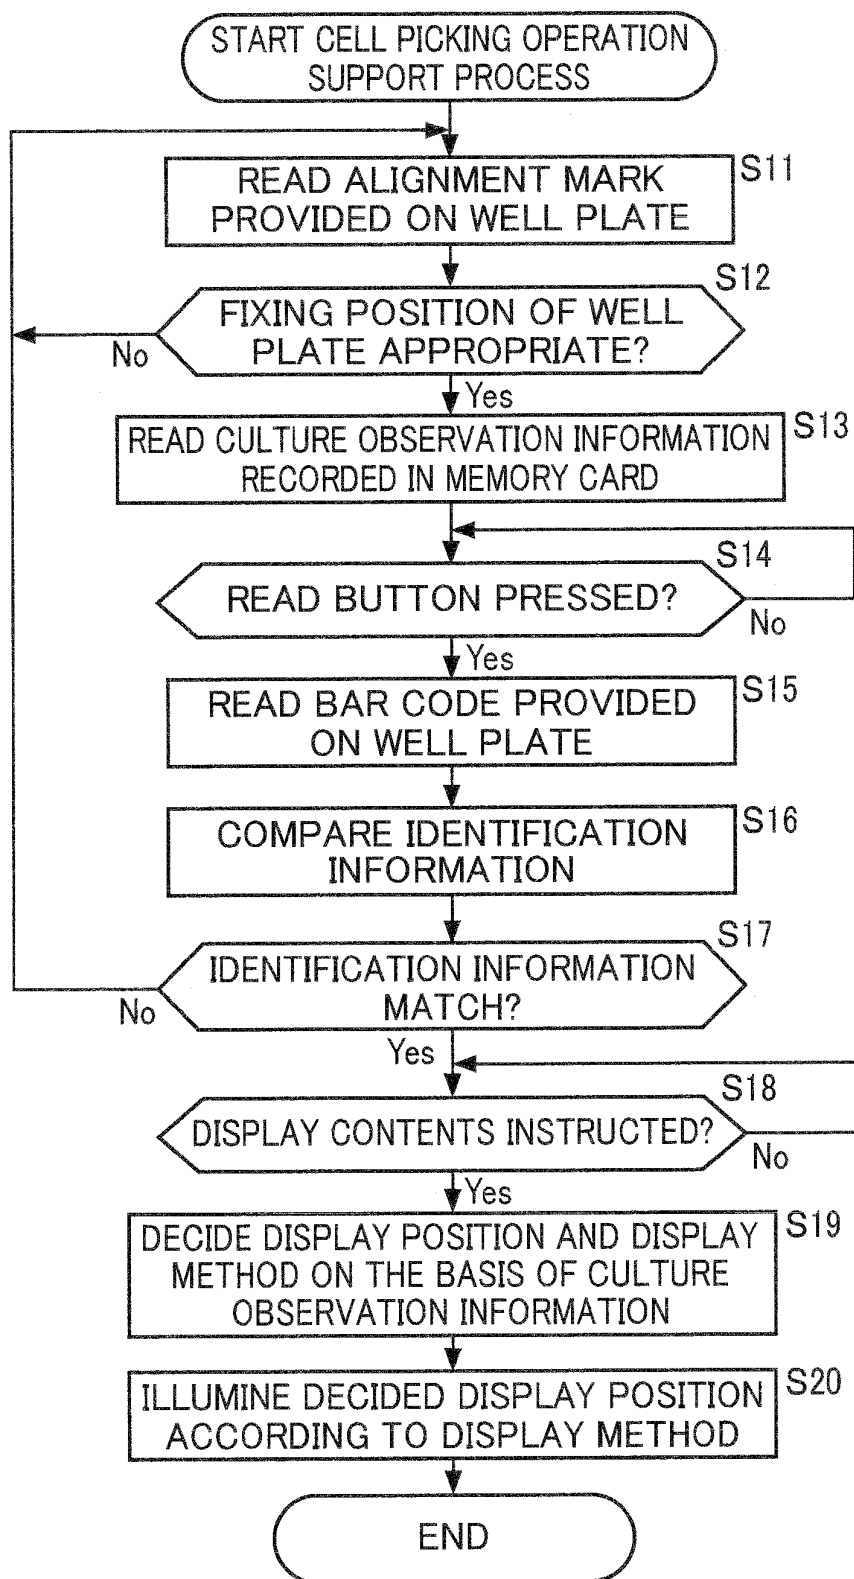 START CELL PICKING OPERATION
SUPPORT PROCESS
S11
READ ALIGNMENT MARK
PROVIDED ON WELL PLATE
S12
FIXING POSITION OF WELL
PLATE APPROPRIATE?
No
Yes
S13
READ CULTURE OBSERVATION INFORMATION
RECORDED IN MEMORY CARD
S14
READ BUTTON PRESSED?
No
Yes
S15
READ BAR CODE PROVIDED
ON WELL PLATE
S16
COMPARE IDENTIFICATION
INFORMATION
S17
IDENTIFICATION INFORMATION
MATCH?
No
Yes
S18
DISPLAY CONTENTS INSTRUCTED?
No
Yes
S19
DECIDE DISPLAY POSITION AND DISPLAY
METHOD ON THE BASIS OF CULTURE
OBSERVATION INFORMATION
S20
ILLUMINE DECIDED DISPLAY POSITION
ACCORDING TO DISPLAY METHOD
END